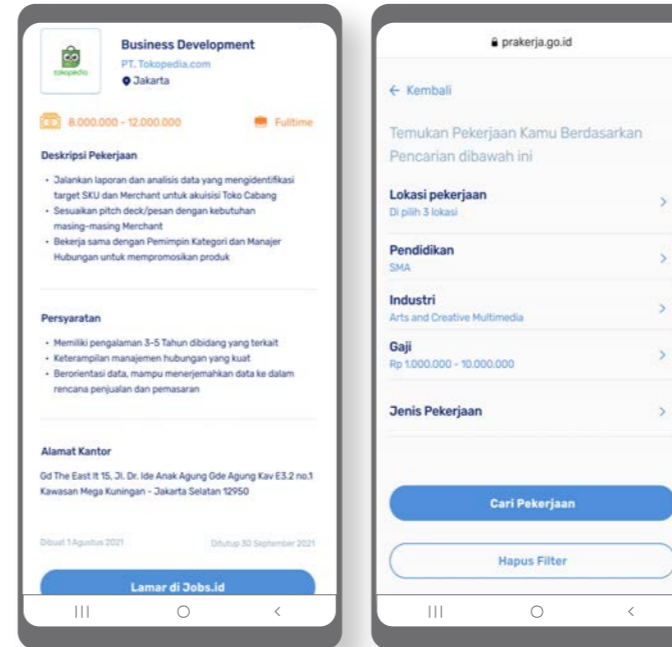 tokopedia
Business Development
PT. Tokopedia.com
Jakarta
8.000.000 - 12.000.000
Fulltime
Deskripsi Pekerjaan
• Jalankan laporan dan analisis data yang mengidentifikasi
target SKU dan Merchant untuk akuisisi Toko Cabang
• Sesuaikan pitch deck/pesan dengan kebutuhan
masing-masing Merchant
• Bekerja sama dengan Pemimpin Kategori dan Manajer
Hubungan untuk mempromosikan produk
Persyaratan
• Memiliki pengalaman 3-5 Tahun dibidang yang terkait
• Keterampilan manajemen hubungan yang kuat
• Berorientasi data, mampu menerjemahkan data ke dalam
rencana penjualan dan pemasaran
Alamat Kantor
Gd The East lt 15, Jl. Dr. Ide Anak Agung Gde Agung Kav E3.2 no.1
Kawasan Mega Kuningan - Jakarta Selatan 12950
Dibuat 1 Agustus 2021
Ditutup 30 September 2021
Lamar di Jobs.id
prakerja.go.id
← Kembali
Temukan Pekerjaan Kamu Berdasarkan
Pencarian dibawah ini
Lokasi pekerjaan
Di pilih 3 lokasi
Pendidikan
SMA
Industri
Arts and Creative Multimedia
Gaji
Rp 1.000.000 - 10.000.000
Jenis Pekerjaan
Cari Pekerjaan
Hapus Filter